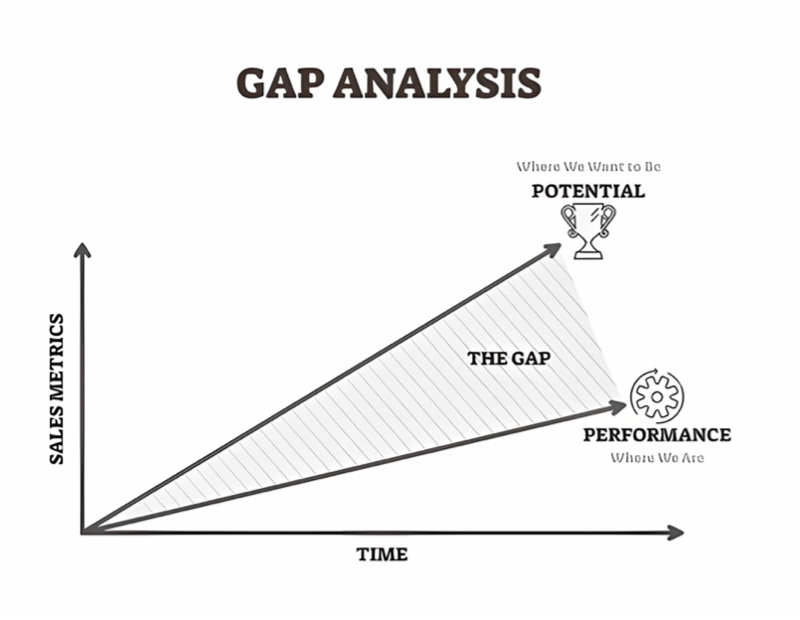 GAP ANALYSIS
Where We Want to Be
POTENTIAL
SALES METRICS
THE GAP
PERFORMANCE
Where We Are
TIME